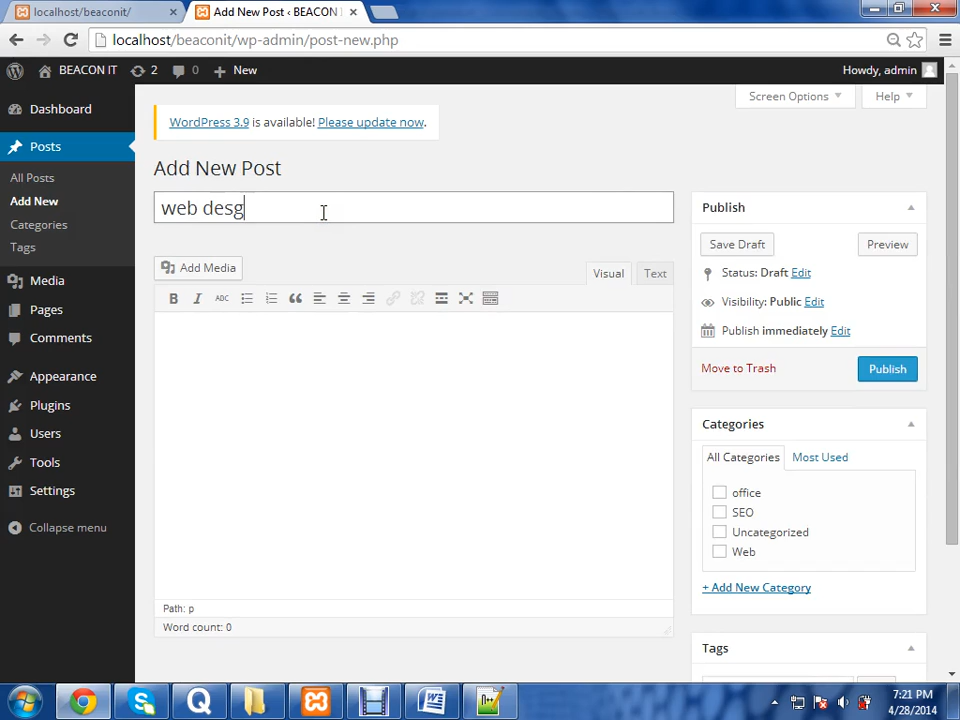 localhost/beaconit/
Add New Post ‹ BEACON I
localhost/beaconit/wp-admin/post-new.php
BEACON IT 2 0 New Howdy, admin
Dashboard
Posts
All Posts
Add New
Categories
Tags
Media
Pages
Comments
Appearance
Plugins
Users
Tools
Settings
Collapse menu
Screen Options Help
WordPress 3.9 is available! Please update now.
Add New Post
web desg
Add Media
Visual Text
B I ABC
Path: p
Word count: 0
Publish
Save Draft Preview
Status: Draft Edit
Visibility: Public Edit
Publish immediately Edit
Move to Trash Publish
Categories
All Categories Most Used
office
SEO
Uncategorized
Web
+ Add New Category
Tags
7:21 PM
4/28/2014